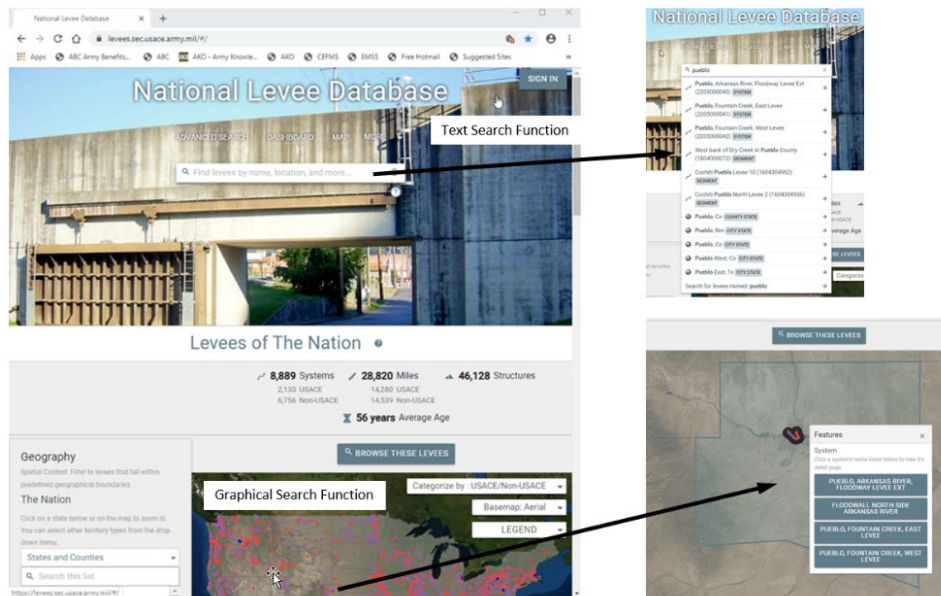 National Levee Database
levees.sec.usace.army.mil/#/
Apps
ABC Army Benefits...
ABC
AKO - Army Knowle...
AKO
CEFMS
EMSS
Free Hotmail
Suggested Sites
SIGN IN
National Levee Database
ADVANCED SEARCH DASHBOARD MAP MORE
Text Search Function
Find levees by name, location, and more...
Levees of The Nation
8,889 Systems
2,133 USACE
6,756 Non-USACE
28,820 Miles
14,280 USACE
14,539 Non-USACE
46,128 Structures
56 years Average Age
BROWSE THESE LEVEES
Geography
Spatial Context: Filter to levees that fall within
predefined geographical boundaries
The Nation
Click on a state below or on the map to zoom in.
You can select other territory types from the drop-
down menu.
States and Counties
Search this list
https://levees.sec.usace.army.mil/#/
Graphical Search Function
Categorize by : USACE/Non-USACE
Basemap: Aerial
LEGEND
National Levee Database
pueblo
Pueblo, Arkansas River, Floodway Levee Ext
(2205000040) SYSTEM
Pueblo, Fountain Creek, East Levee
(2205000041) SYSTEM
Pueblo, Fountain Creek, West Levee
(2205000042) SYSTEM
West bank of Dry Creek in Pueblo County
(1604000072) SEGMENT
Cochiti Pueblo Levee 10 (1604304952)
SEGMENT
Cochiti Pueblo North Levee 2 (1604304936)
SEGMENT
Pueblo, Co COUNTY STATE
Pueblo, Nm CITY STATE
Pueblo, Co CITY STATE
Pueblo West, Co CITY STATE
Pueblo East, Tx CITY STATE
Search for levees named: pueblo
Miles
verage Age
SE LEVEES
Categorize
BROWSE THESE LEVEES
Features
System
Click a system's name listed below to view it's
detail page
PUEBLO, ARKANSAS RIVER,
FLOODWAY LEVEE EXT
FLOODWALL NORTH SIDE
ARKANSAS RIVER
PUEBLO, FOUNTAIN CREEK, EAST
LEVEE
PUEBLO, FOUNTAIN CREEK, WEST
LEVEE